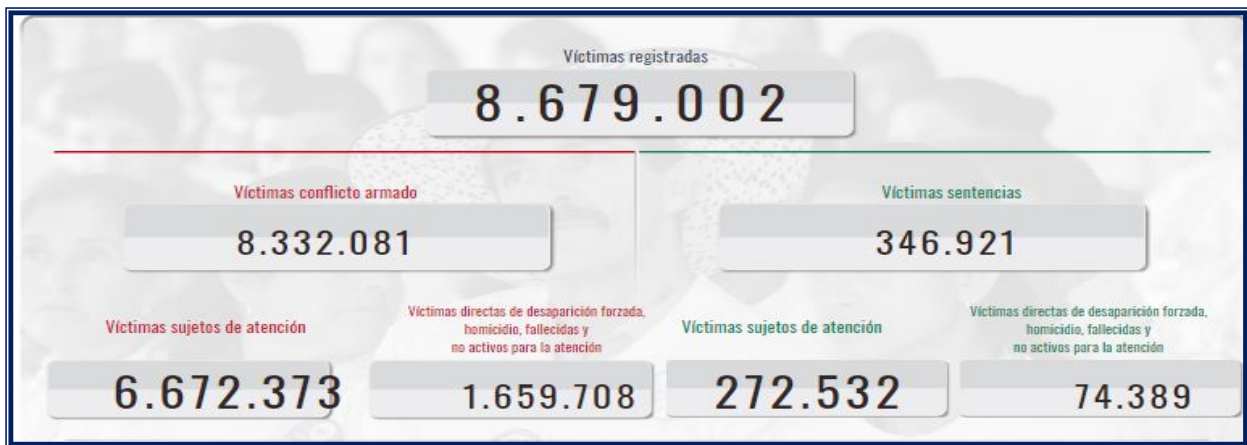 Víctimas registradas
8.679.002
Víctimas conflicto armado
8.332.081
Víctimas sentencias
346.921
Víctimas sujetos de atención
6.672.373
Víctimas directas de desaparición forzada,
homicidio, fallecidas y
no activos para la atención
1.659.708
Víctimas sujetos de atención
272.532
Víctimas directas de desaparición forzada,
homicidio, fallecidas y
no activos para la atención
74.389